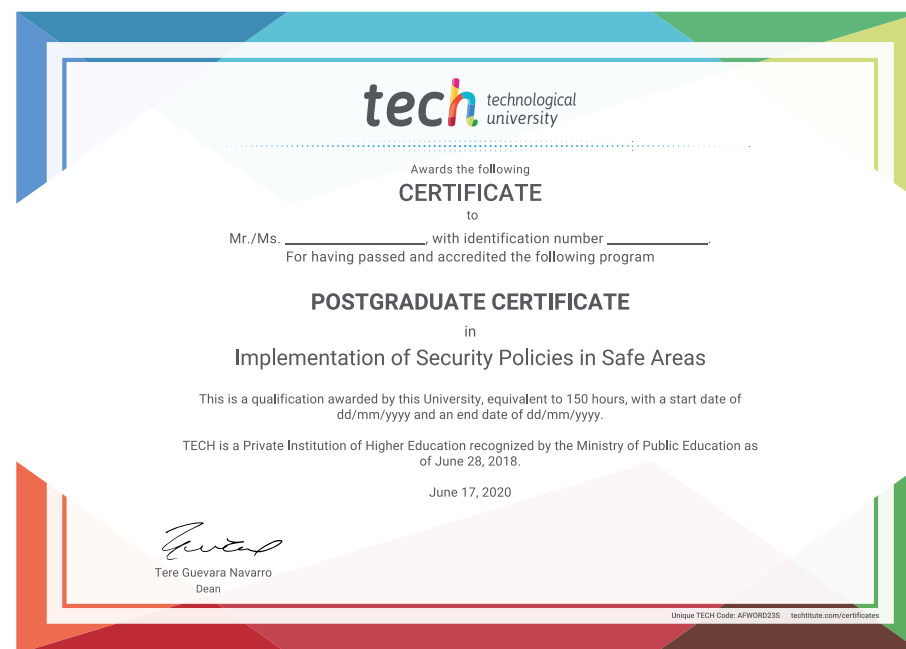 tech technological
university
Awards the following
CERTIFICATE
to
Mr./Ms. ____________________, with identification number ______________.
For having passed and accredited the following program
POSTGRADUATE CERTIFICATE
in
Implementation of Security Policies in Safe Areas
This is a qualification awarded by this University, equivalent to 150 hours, with a start date of
dd/mm/yyyy and an end date of dd/mm/yyyy.
TECH is a Private Institution of Higher Education recognized by the Ministry of Public Education as
of June 28, 2018.
June 17, 2020
Tere Guevara Navarro
Dean
Unique TECH Code: AFWORD23S techtitute.com/certificates